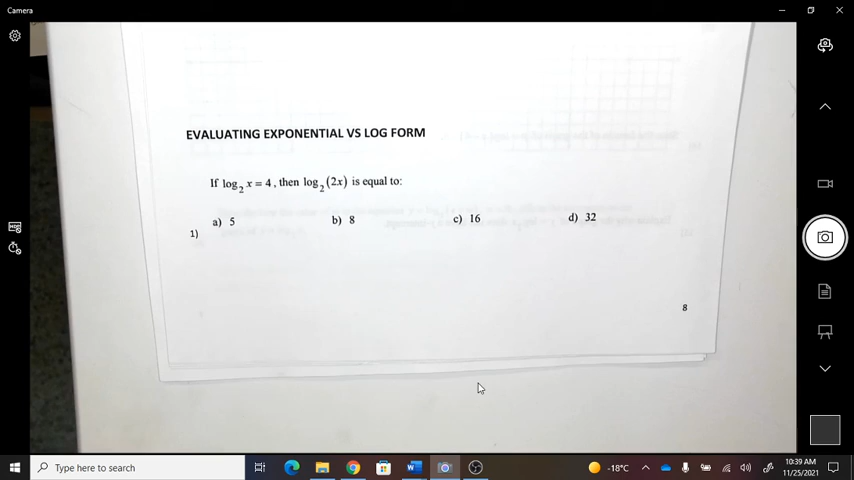 Camera
EVALUATING EXPONENTIAL VS LOG FORM
If log₂ x = 4 , then log₂ (2x) is equal to:
a) 5 b) 8 c) 16 d) 32
1)
8
Type here to search
-18°C
10:39 AM
11/25/2021